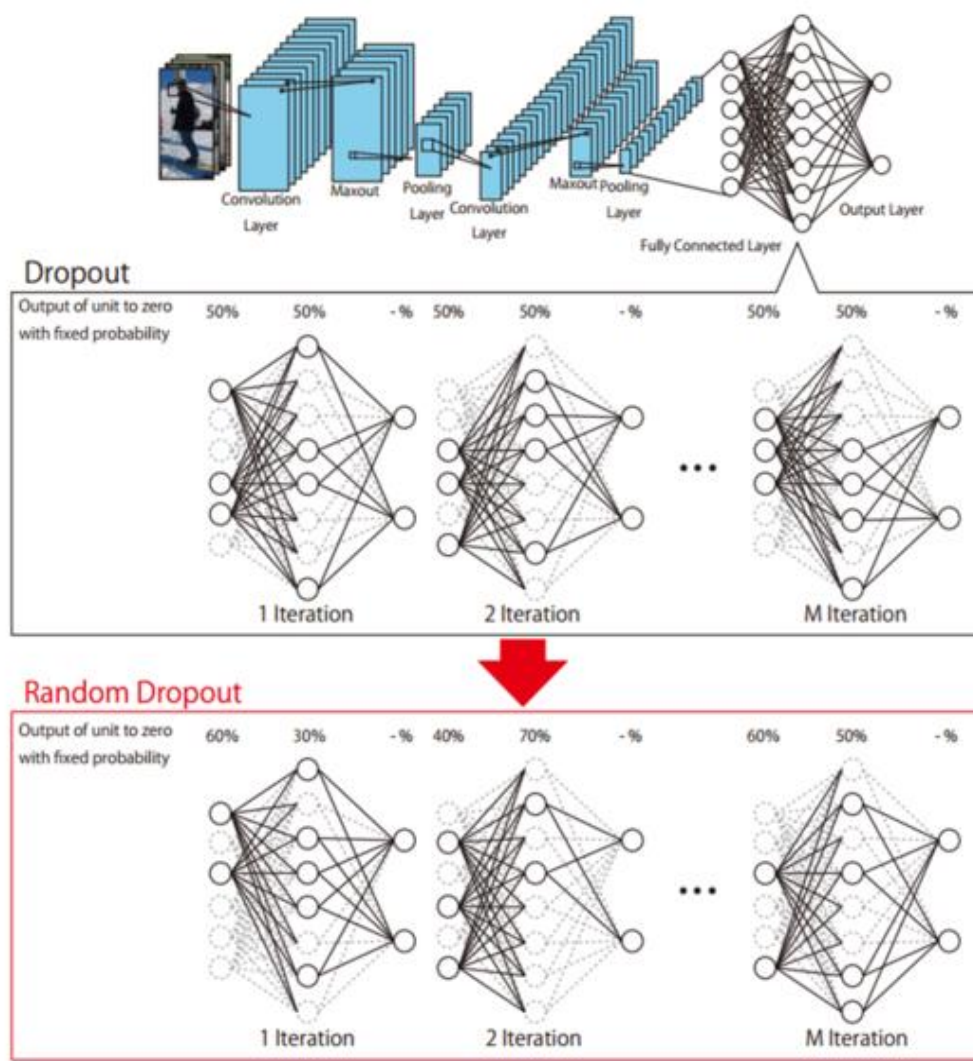 Convolution
Layer
Maxout
Pooling
Layer
Convolution
Layer
Maxout
Pooling
Layer
Fully Connected Layer
Output Layer
Dropout
Output of unit to zero
with fixed probability
50% 50% - % 50% 50% - % 50% 50% - %
•••
1 Iteration 2 Iteration M Iteration
Random Dropout
Output of unit to zero
with fixed probability
60% 30% - % 40% 70% - % 60% 50% - %
•••
1 Iteration 2 Iteration M Iteration